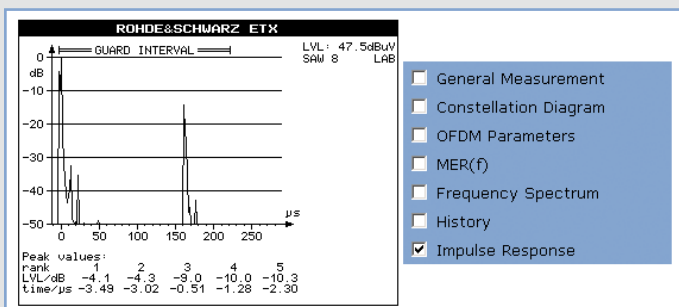 ROHDE&SCHWARZ ETX
GUARD INTERVAL
LVL: 47.5dBuV
SAW 8 LAB
0
dB
-10
-20
-30
-40
-50
µs
0 50 100 150 200 250
Peak values:
rank 1 2 3 4 5
LVL/dB -4.1 -4.3 -9.0 -10.0 -10.3
time/µs -3.49 -3.02 -0.51 -1.28 -2.30
General Measurement
Constellation Diagram
OFDM Parameters
MER(f)
Frequency Spectrum
History
Impulse Response